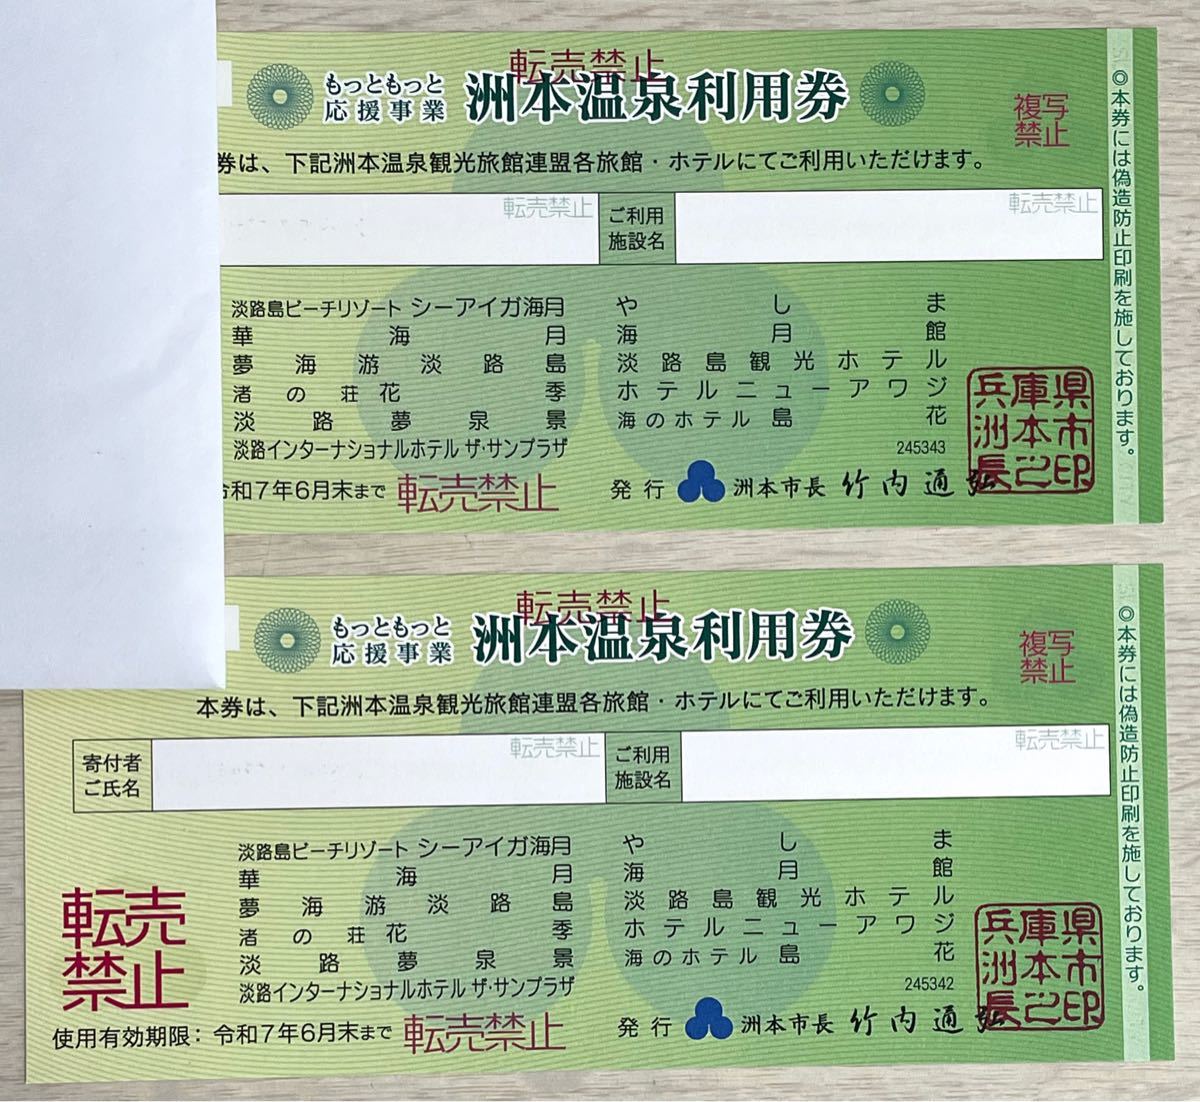 転売禁止
もっともっと
応援事業
洲本温泉利用券
複写
禁止
券は、下記洲本温泉観光旅館連盟各旅館・ホテルにてご利用いただけます。
転売禁止
ご利用
施設名
転売禁止
淡路島ビーチリゾート シーアイガ海月
や し ま
華 海 月
海 月 館
夢 海 游 淡 路 島
淡路島観光ホテル
渚 の 荘 花 季
ホテルニューアワジ
淡 路 夢 泉 景
海のホテル 島 花
淡路インターナショナルホテル ザ・サンプラザ
245343
和7年6月末まで
転売禁止
発行
洲本市長 竹内通弘
兵庫県
洲本市
長之印
◎本券には偽造防止印刷を施しております。
転売禁止
もっともっと
応援事業
洲本温泉利用券
複写
禁止
本券は、下記洲本温泉観光旅館連盟各旅館・ホテルにてご利用いただけます。
寄付者
ご氏名
転売禁止
ご利用
施設名
転売禁止
淡路島ビーチリゾート シーアイガ海月
や し ま
華 海 月
海 月 館
夢 海 游 淡 路 島
淡路島観光ホテル
渚 の 荘 花 季
ホテルニューアワジ
淡 路 夢 泉 景
海のホテル 島 花
淡路インターナショナルホテル ザ・サンプラザ
245342
転売
禁止
使用有効期限：令和7年6月末まで
転売禁止
発行
洲本市長 竹内通弘
兵庫県
洲本市
長之印
◎本券には偽造防止印刷を施しております。